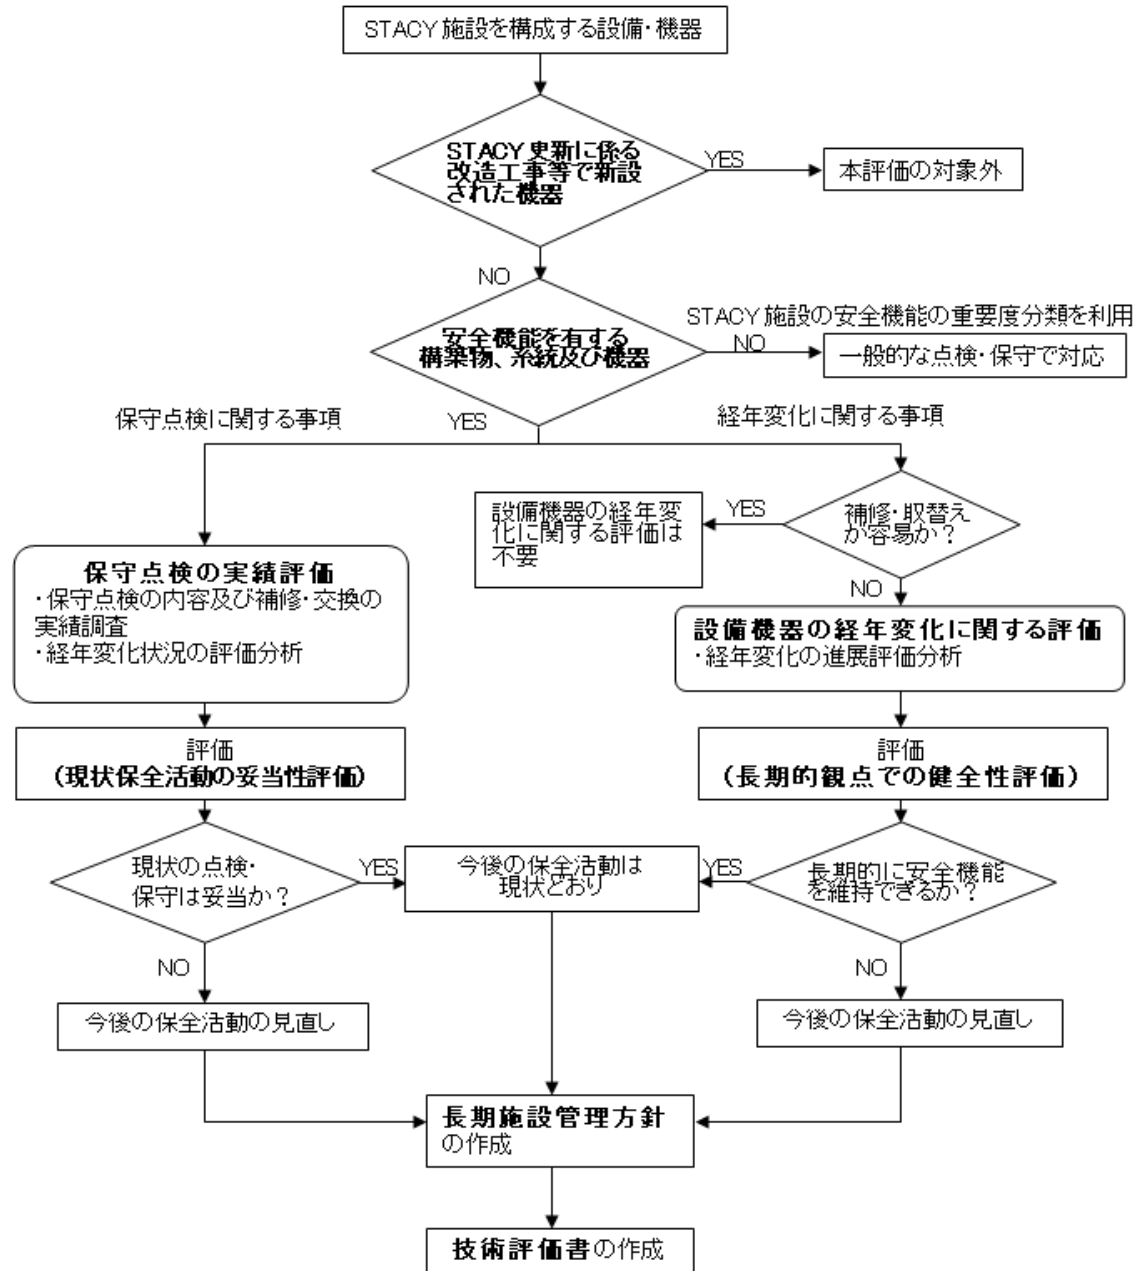 STACY 施設を構成する設備・機器
STACY 更新に係る
改造工事等で新設
された機器
YES
本評価の対象外
NO
安全機能を有する
構築物、系統及び機器
STACY 施設の安全機能の重要度分類を利用
NO
一般的な点検・保守で対応
保守点検に関する事項
YES
経年変化に関する事項
設備機器の経年変
化に関する評価は
不要
YES
補修・取替え
が容易か？
NO
保守点検の実績評価
・保守点検の内容及び補修・交換の
実績調査
・経年変化状況の評価分析
設備機器の経年変化に関する評価
・経年変化の進展評価分析
評価
（現状保全活動の妥当性評価）
評価
（長期的観点での健全性評価）
現状の点検・
保守は妥当か？
YES
今後の保全活動は
現状どおり
YES
長期的に安全機能
を維持できるか？
NO
NO
今後の保全活動の見直し
今後の保全活動の見直し
長期施設管理方針
の作成
技術評価書の作成